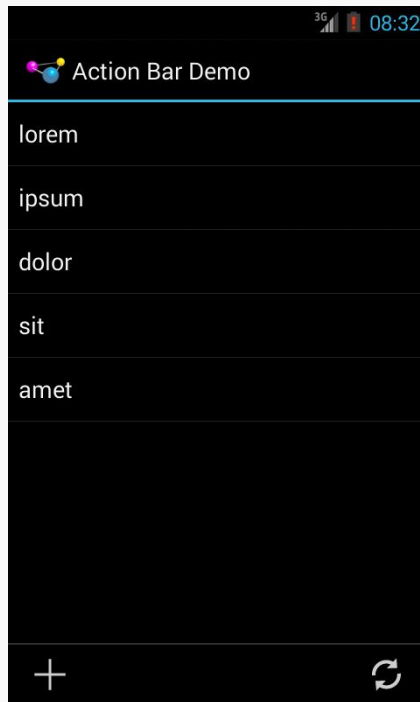 3G 08:32
Action Bar Demo
lorem
ipsum
dolor
sit
amet